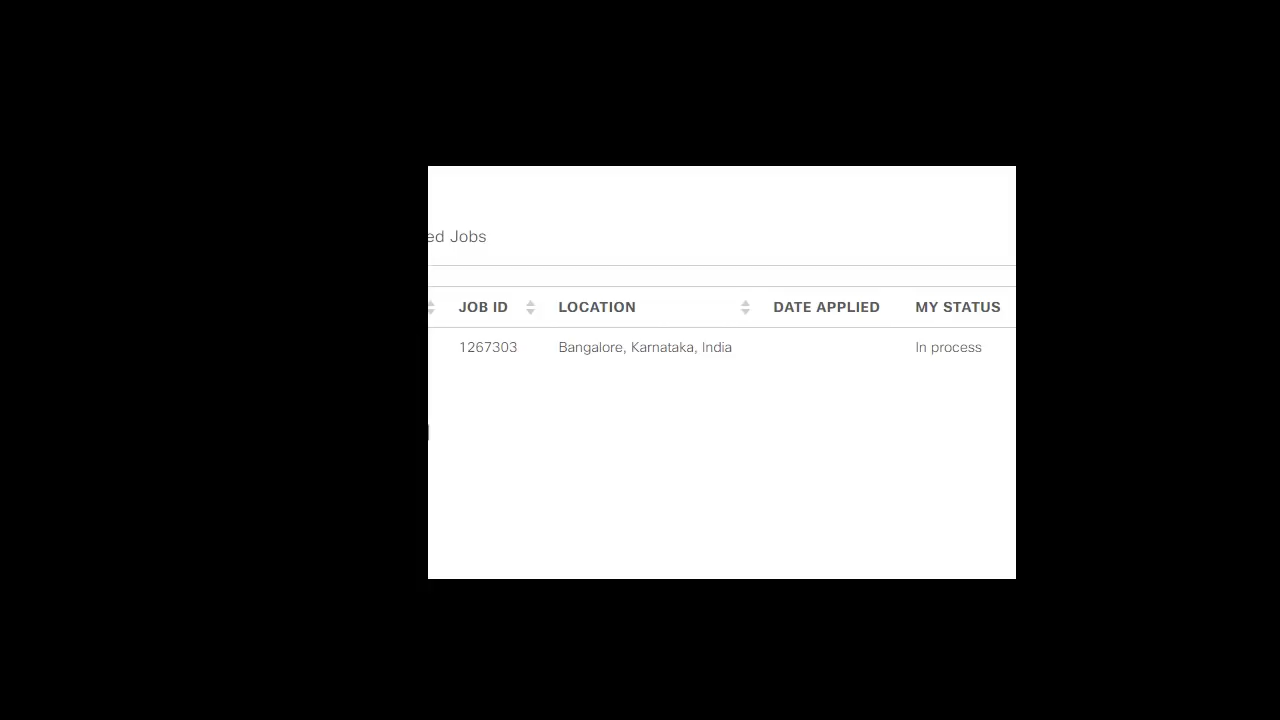 ed Jobs
JOB ID LOCATION DATE APPLIED MY STATUS
1267303 Bangalore, Karnataka, India In process